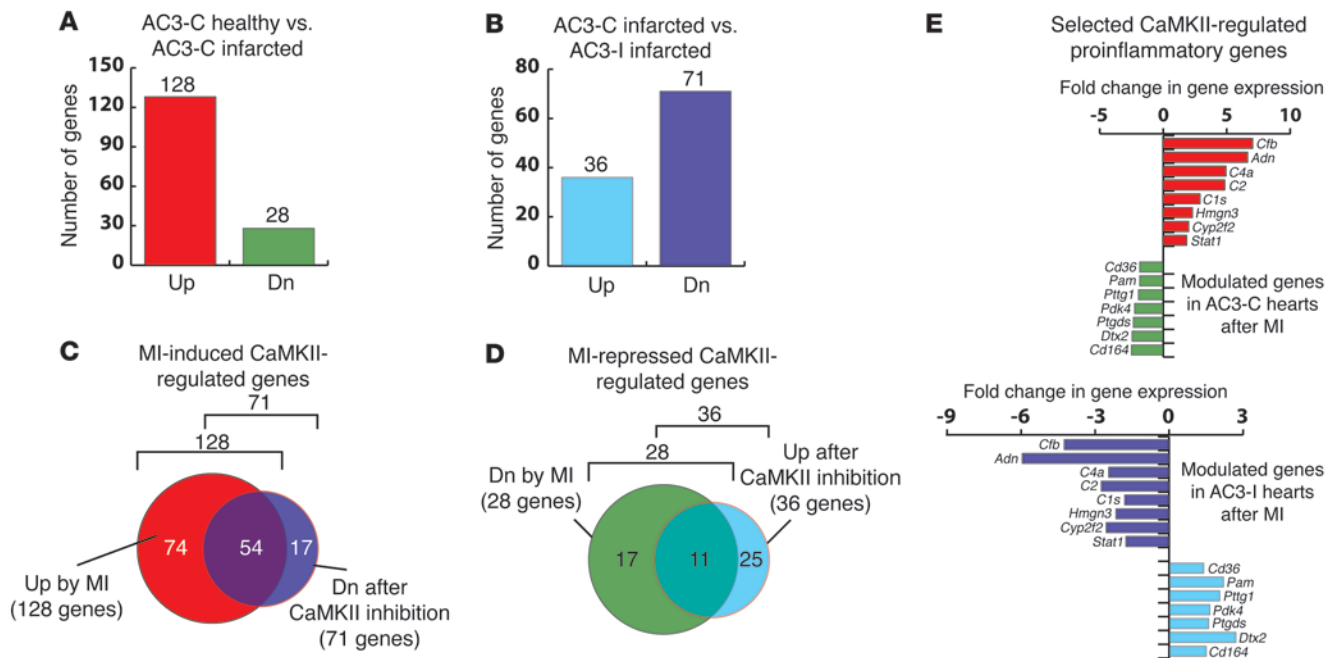 A
AC3-C healthy vs.
AC3-C infarcted
Number of genes
150
120
90
60
30
0
128
28
Up
Dn
B
AC3-C infarcted vs.
AC3-I infarcted
Number of genes
80
60
40
20
0
36
71
Up
Dn
C
MI-induced CaMKII-
regulated genes
71
128
74
54
17
Up by MI
(128 genes)
Dn after
CaMKII inhibition
(71 genes)
D
MI-repressed CaMKII-
regulated genes
36
28
Dn by MI
(28 genes)
Up after
CaMKII inhibition
(36 genes)
17
11
25
E
Selected CaMKII-regulated
proinflammatory genes
Fold change in gene expression
-5 0 5 10
Cfb
Adn
C4a
C2
C1s
Hmgn3
Cyp2f2
Stat1
Cd36
Pam
Pttg1
Pdk4
Ptgds
Dtx2
Cd164
Modulated genes
in AC3-C hearts
after MI
Fold change in gene expression
-9 -6 -3 0 3
Cfb
Adn
C4a
C2
C1s
Hmgn3
Cyp2f2
Stat1
Modulated genes
in AC3-I hearts
after MI
Cd36
Pam
Pttg1
Pdk4
Ptgds
Dtx2
Cd164